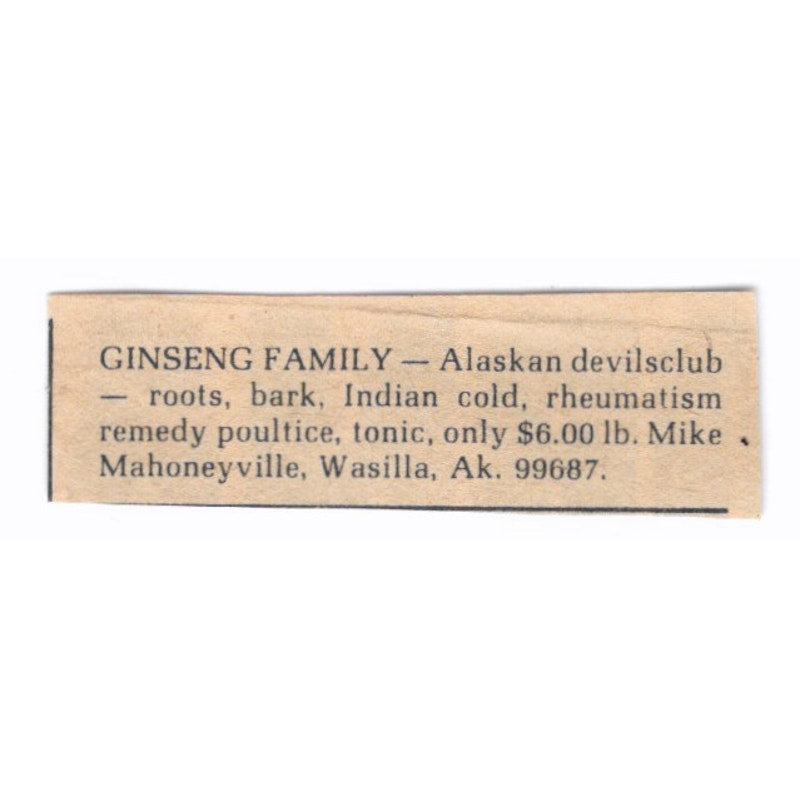 GINSENG FAMILY — Alaskan devilsclub
— roots, bark, Indian cold, rheumatism
remedy poultice, tonic, only $6.00 lb. Mike
Mahoneyville, Wasilla, Ak. 99687.